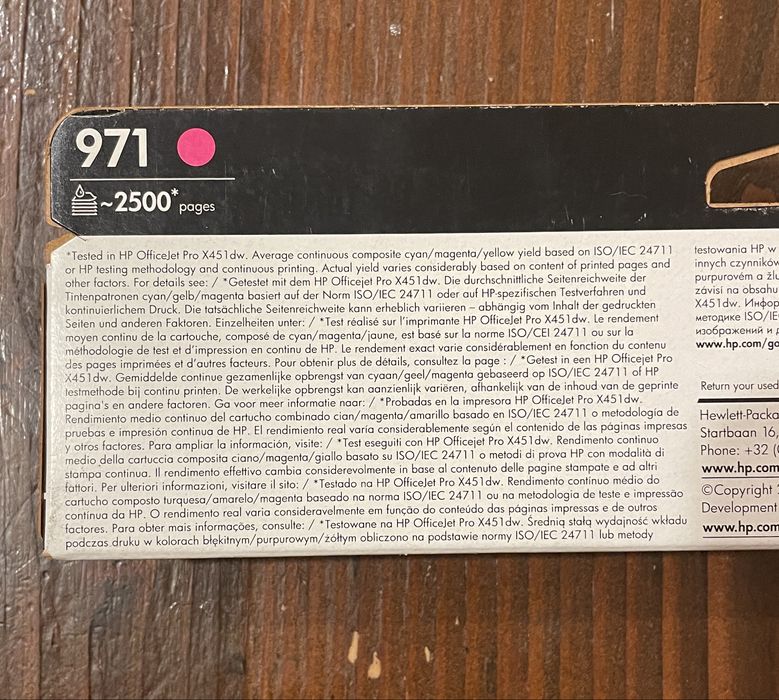 971
~2500* pages
*Tested in HP OfficeJet Pro X451dw. Average continuous composite cyan/magenta/yellow yield based on ISO/IEC 24711
or HP testing methodology and continuous printing. Actual yield varies considerably based on content of printed pages and
other factors. For details see: / *Getestet mit dem HP Officejet Pro X451dw. Die durchschnittliche Seitenreichweite der
Tintenpatronen cyan/gelb/magenta basiert auf der Norm ISO/IEC 24711 oder auf HP-spezifischen Testverfahren und
kontinuierlichem Druck. Die tatsächliche Seitenreichweite kann erheblich variieren – abhängig vom Inhalt der gedruckten
Seiten und anderen Faktoren. Einzelheiten unter: / *Test réalisé sur l'imprimante HP OfficeJet Pro X451dw. Le rendement
moyen continu de la cartouche, composé de cyan/magenta/jaune, est basé sur la norme ISO/CEI 24711 ou sur la
méthodologie de test et d'impression en continu de HP. Le rendement exact varie considérablement en fonction du contenu
des pages imprimées et d'autres facteurs. Pour obtenir plus de détails, consultez la page : / *Getest in een HP Officejet Pro
X451dw. Gemiddelde continue gezamenlijke opbrengst van cyaan/geel/magenta gebaseerd op ISO/IEC 24711 of HP
testmethode bij continu printen. De werkelijke opbrengst kan aanzienlijk variëren, afhankelijk van de inhoud van de geprinte
pagina's en andere factoren. Ga voor meer informatie naar: / *Probadas en la impresora HP OfficeJet Pro X451dw.
Rendimiento medio continuo del cartucho combinado cian/magenta/amarillo basado en ISO/IEC 24711 o metodología de
pruebas e impresión continua de HP. El rendimiento real varía considerablemente según el contenido de las páginas impresas
y otros factores. Para ampliar la información, visite: / *Test eseguiti con HP Officejet Pro X451dw. Rendimento continuo
medio della cartuccia composita ciano/magenta/giallo basato su ISO/IEC 24711 o metodi di prova HP con modalità di
stampa continua. Il rendimento effettivo cambia considerevolmente in base al contenuto delle pagine stampate e ad altri
fattori. Per ulteriori informazioni, visitare il sito: / *Testado na HP OfficeJet Pro X451dw. Rendimento contínuo médio do
cartucho composto turquesa/amarelo/magenta baseado na norma ISO/IEC 24711 ou na metodologia de teste e impressão
contínua da HP. O rendimento real varia consideravelmente em função do conteúdo das páginas impressas e de outros
factores. Para obter mais informações, consulte: / *Testowane na HP OfficeJet Pro X451dw. Średnią stałą wydajność wkładu
podczas druku w kolorach błękitnym/purpurowym/żółtym obliczono na podstawie normy ISO/IEC 24711 lub metody
testowania HP w
innych czynników
purpurovém a žlu
závisí na obsahu
X451dw. Инфор
методике ISO/IE
изображений и д
www.hp.com/go
Return your used
Hewlett-Packa
Startbaan 16,
Phone: +32 (
www.hp.com
©Copyright
Development
www.hp.com